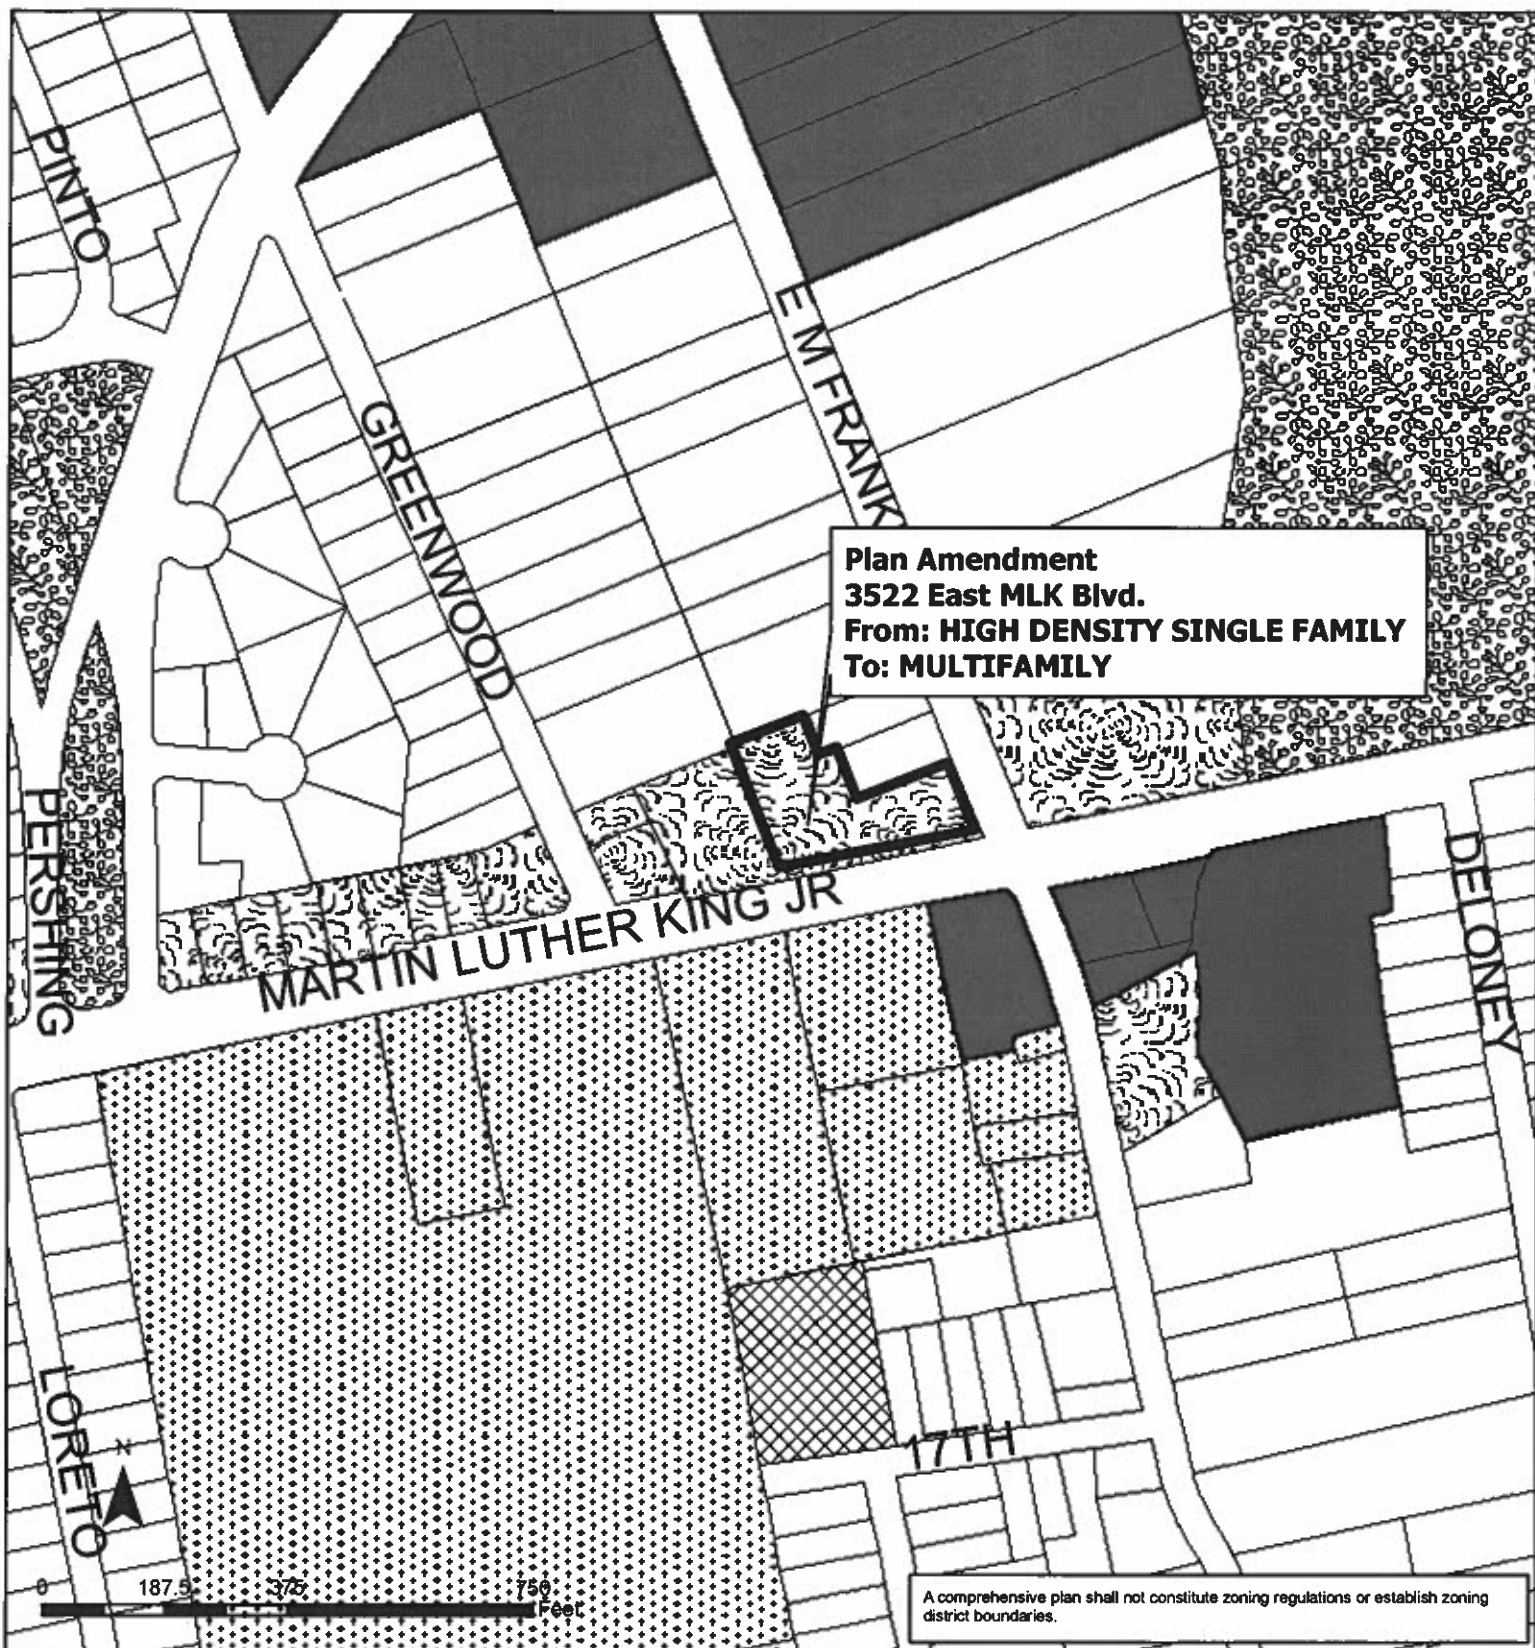 PINTO
E M FRANK
GREENWOOD
Plan Amendment
3522 East MLK Blvd.
From: HIGH DENSITY SINGLE FAMILY
To: MULTIFAMILY
PERSHING
MARTIN LUTHER KING JR
DELONEY
17TH
LORETO
N
0 187.5 375 750
Feet
A comprehensive plan shall not constitute zoning regulations or establish zoning
district boundaries.